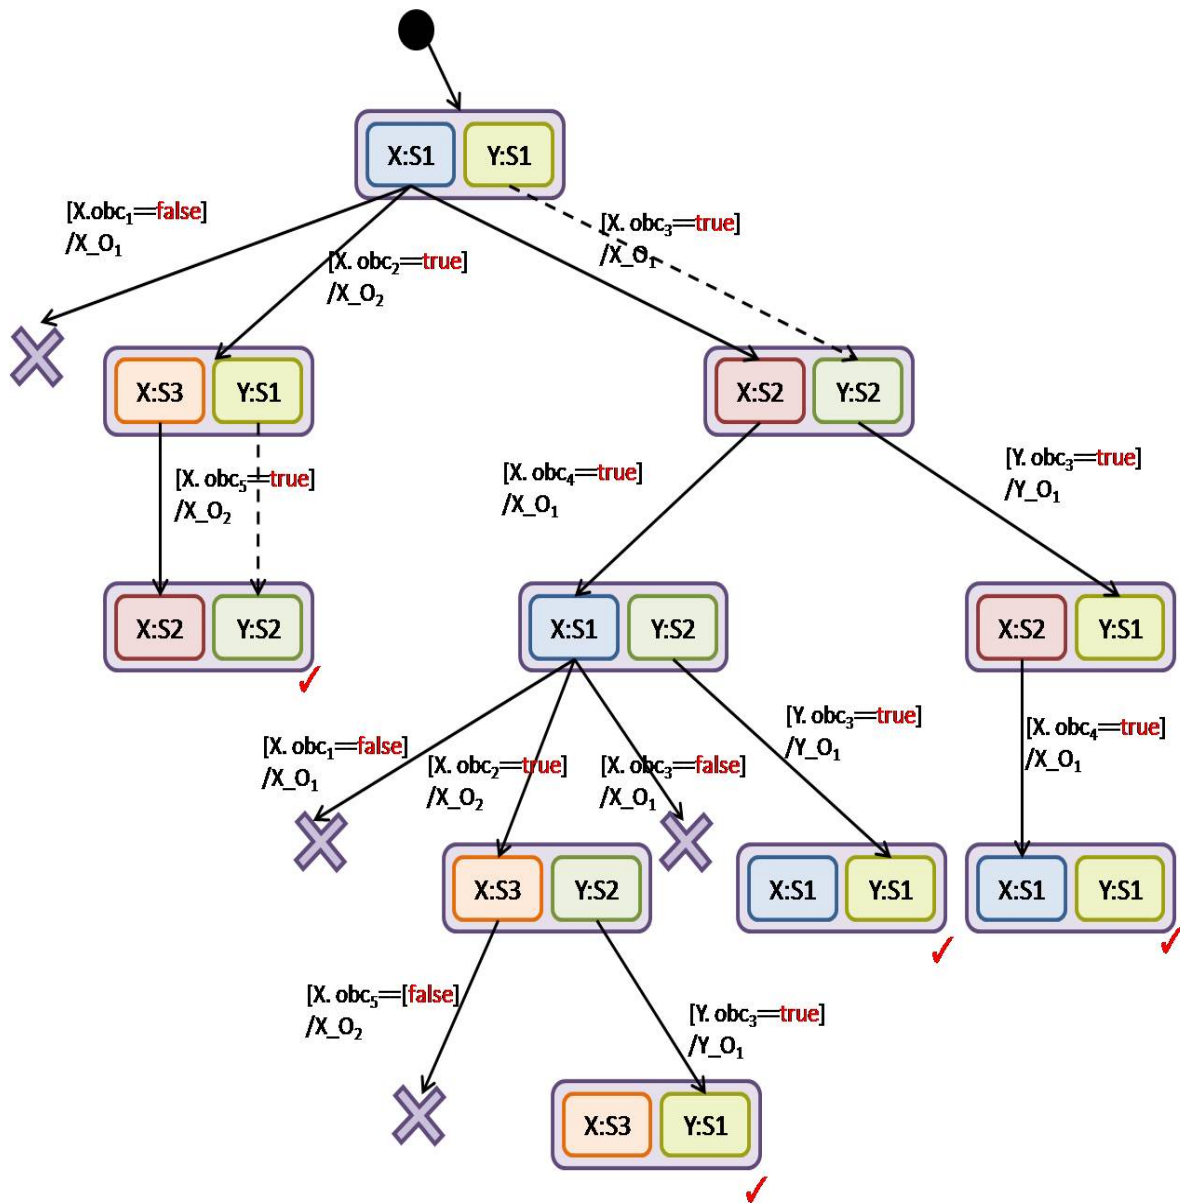 X:S1 Y:S1
[X.obc₁==false]
/X_O₁
[X. obc₂==true]
/X_O₂
[X. obc₃==true]
/X_O₁
X:S3 Y:S1
X:S2 Y:S2
[X. obc₅==true]
/X_O₂
[X. obc₄==true]
/X_O₁
[Y. obc₃==true]
/Y_O₁
X:S2 Y:S2
X:S1 Y:S2
X:S2 Y:S1
[X. obc₁==false]
/X_O₁
[X. obc₂==true]
/X_O₂
[X. obc₃==false]
/X_O₁
[Y. obc₃==true]
/Y_O₁
[X. obc₄==true]
/X_O₁
X:S3 Y:S2
X:S1 Y:S1
X:S1 Y:S1
[X. obc₅==[false]
/X_O₂
[Y. obc₃==true]
/Y_O₁
X:S3 Y:S1